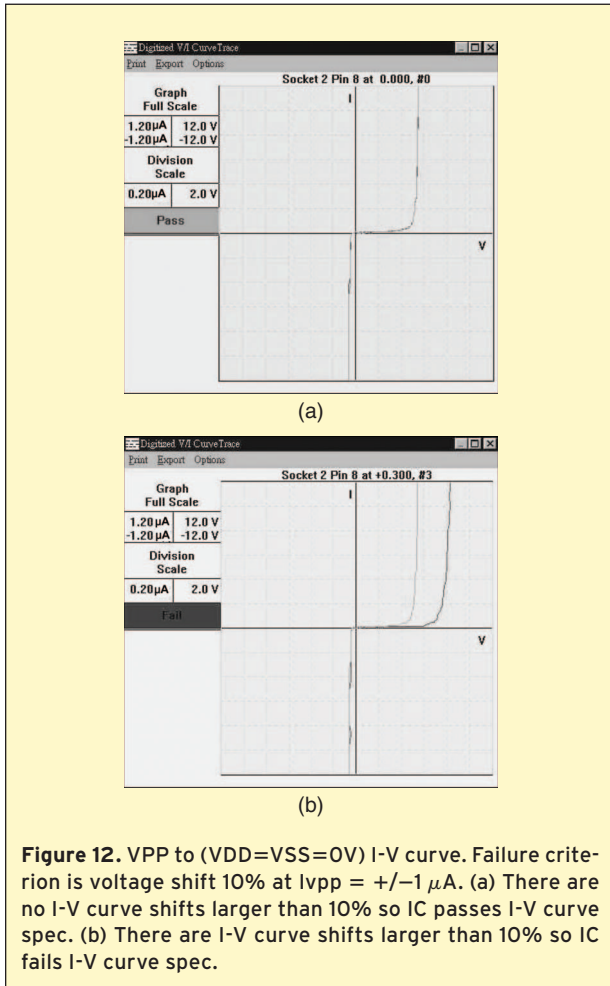 Digitized V/I CurveTrace
Print Export Options
Socket 2 Pin 8 at 0.000, #0
Graph
Full Scale
1.20µA 12.0 V
-1.20µA -12.0 V
Division
Scale
0.20µA 2.0 V
Pass
I
V
(a)
Digitized V/I CurveTrace
Print Export Options
Socket 2 Pin 8 at +0.300, #3
Graph
Full Scale
1.20µA 12.0 V
-1.20µA -12.0 V
Division
Scale
0.20µA 2.0 V
Fail
I
V
(b)
Figure 12. VPP to (VDD=VSS=0V) I-V curve. Failure crite-
rion is voltage shift 10% at Ivpp = +/−1 µA. (a) There are
no I-V curve shifts larger than 10% so IC passes I-V curve
spec. (b) There are I-V curve shifts larger than 10% so IC
fails I-V curve spec.